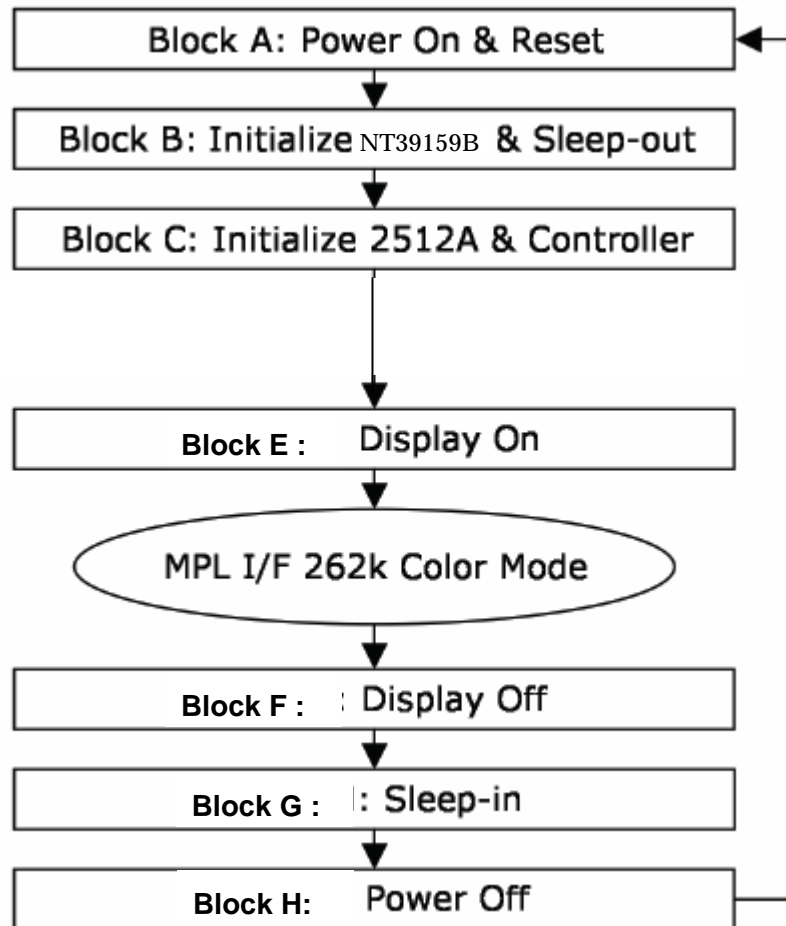 Block A: Power On & Reset
Block B: Initialize NT39159B & Sleep-out
Block C: Initialize 2512A & Controller
Block E : Display On
MPL I/F 262k Color Mode
Block F : : Display Off
Block G : : Sleep-in
Block H: Power Off